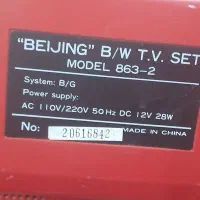 "BEIJING" B/W T.V. SET
MODEL 863-2
System: B/G
Power supply:
AC 110V/220V 50Hz DC 12V 28W
No: 20616842
MADE IN CHINA